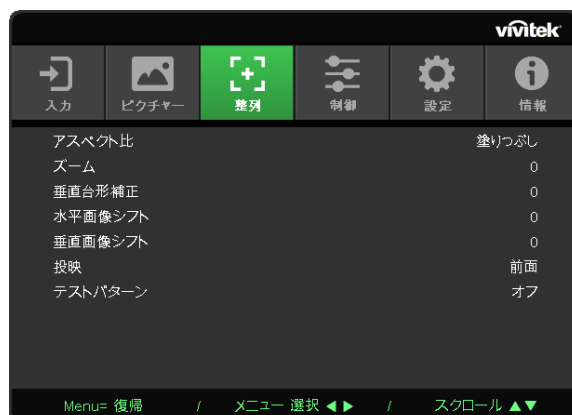 vivitek
入力 ピクチャー 整列 制御 設定 情報
アスペクト比 塗りつぶし
ズーム 0
垂直台形補正 0
水平画像シフト 0
垂直画像シフト 0
投映 前面
テストパターン オフ
Menu= 復帰 / メニュー 選択 ◀ ▶ / スクロール ▲▼